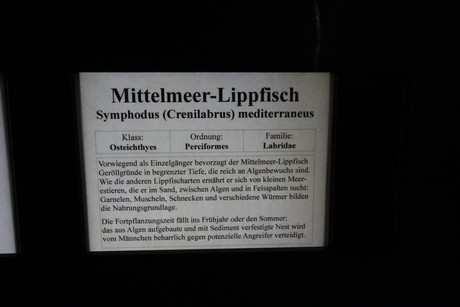 Mittelmeer-Lippfisch
Symphodus (Crenilabrus) mediterraneus
Klass: Ordnung: Familie:
Osteichthyes Perciformes Labridae
Vorwiegend als Einzelgänger bevorzugt der Mittelmeer-Lippfisch
Geröllgründe in begrenzter Tiefe, die reich an Algenbewuchs sind.
Wie die anderen Lippfischarten ernährt er sich von kleinen Meer-
estieren, die er im Sand, zwischen Algen und in Felsspalten sucht:
Garnelen, Muscheln, Schnecken und verschiedene Würmer bilden
die Nahrungsgrundlage.
Die Fortpflanzungszeit fällt ins Frühjahr oder den Sommer:
das aus Algen aufgebaute und mit Sediment verfestigte Nest wird
vom Männchen beharrlich gegen potenzielle Angreifer verteidigt.